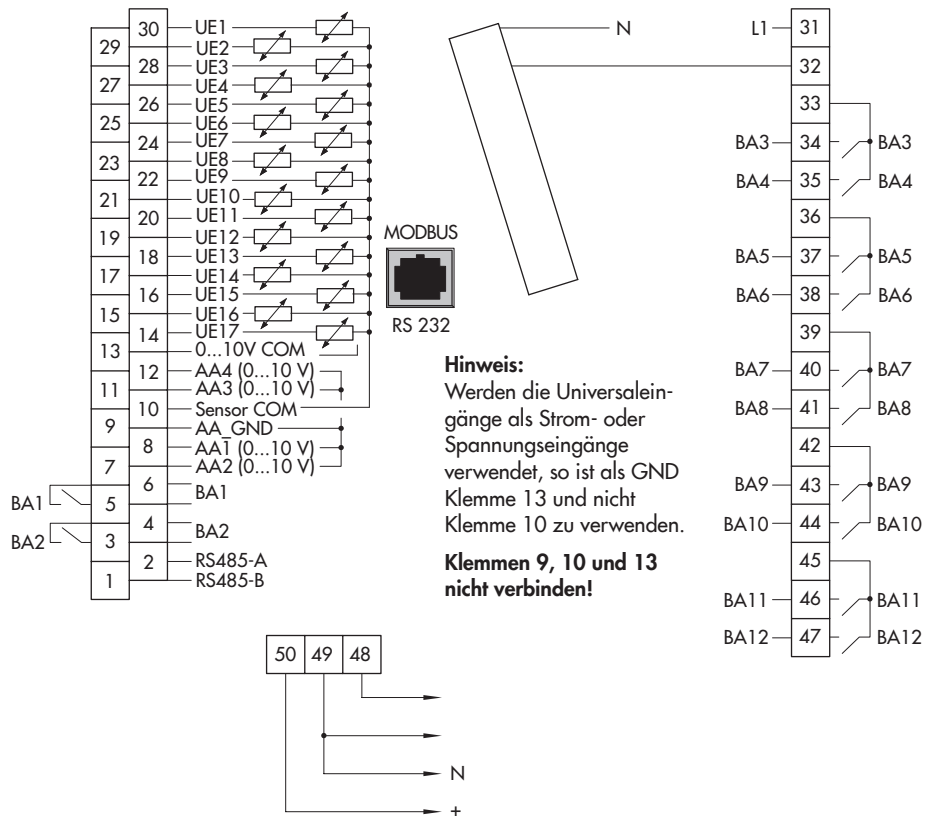 30 UE1
29 UE2
28 UE3
27 UE4
26 UE5
25 UE6
24 UE7
23 UE8
22 UE9
21 UE10
20 UE11
19 UE12
18 UE13
17 UE14
16 UE15
15 UE16
14 UE17
13 0...10V COM
12 AA4 (0...10 V)
11 AA3 (0...10 V)
10 Sensor COM
9 AA_GND
8 AA1 (0...10 V)
7 AA2 (0...10 V)
6 BA1
BA1 5
4 BA2
BA2 3
2 RS485-A
1 RS485-B
MODBUS
RS 232
N
Hinweis:
Werden die Universalein-
gänge als Strom- oder
Spannungseingänge
verwendet, so ist als GND
Klemme 13 und nicht
Klemme 10 zu verwenden.
Klemmen 9, 10 und 13
nicht verbinden!
L1 31
32
33
BA3 34 BA3
BA4 35 BA4
36
BA5 37 BA5
BA6 38 BA6
39
BA7 40 BA7
BA8 41 BA8
42
BA9 43 BA9
BA10 44 BA10
45
BA11 46 BA11
BA12 47 BA12
50 49 48
N
+